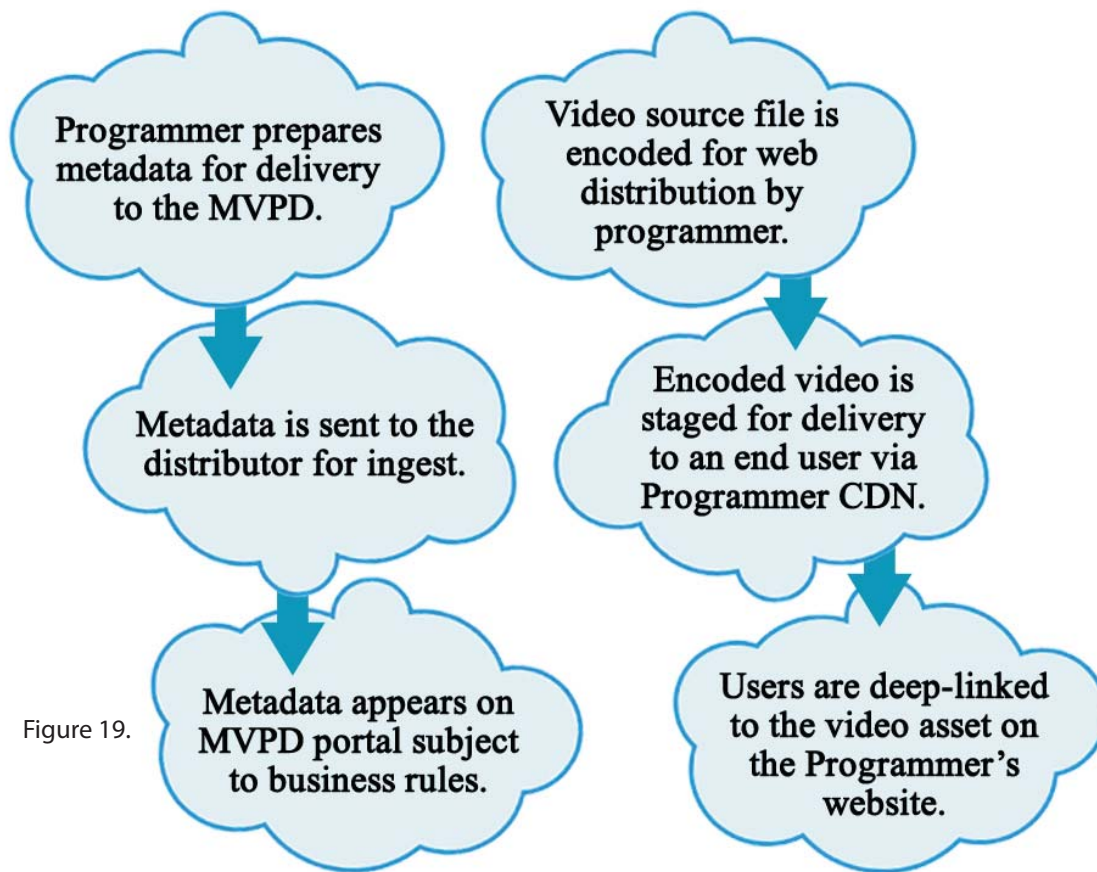 Programmer prepares
metadata for delivery
to the MVPD.
Metadata is sent to the
distributor for ingest.
Metadata appears on
MVPD portal subject
to business rules.
Video source file is
encoded for web
distribution by
programmer.
Encoded video is
staged for delivery
to an end user via
Programmer CDN.
Users are deep-linked
to the video asset on
the Programmer’s
website.
Figure 19.